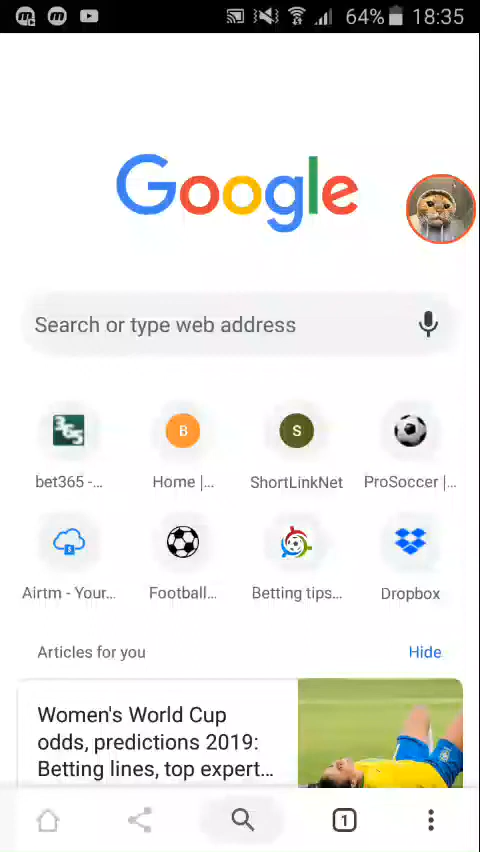 64% 18:35
Google
Search or type web address
365
B
S
bet365 -...
Home |...
ShortLinkNet
ProSoccer |...
Airtm - Your...
Football...
Betting tips...
Dropbox
Articles for you
Hide
Women's World Cup
odds, predictions 2019:
Betting lines, top expert...
1